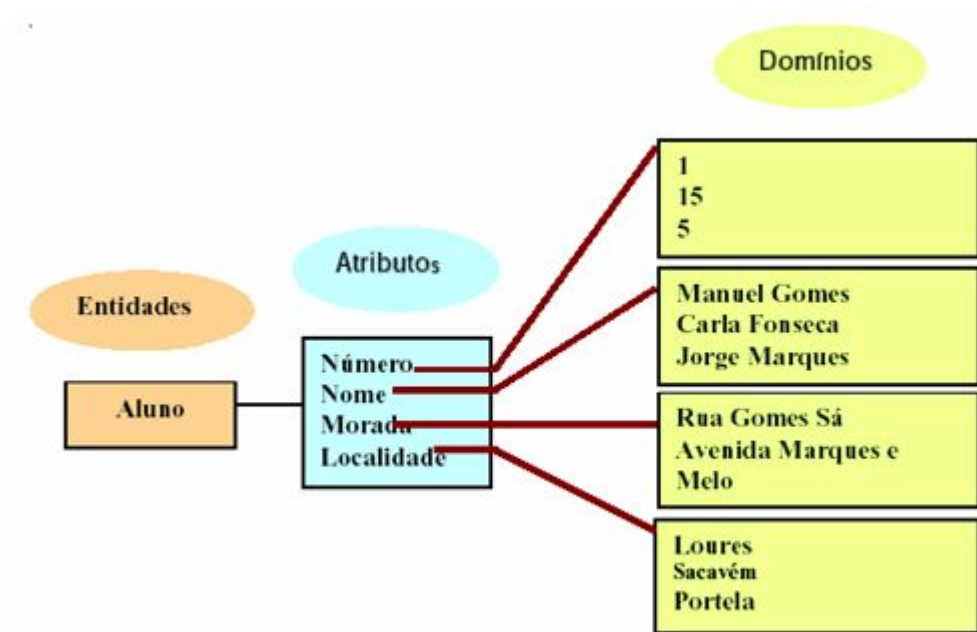 Domínios
1
15
5
Atributos
Entidades
Manuel Gomes
Carla Fonseca
Jorge Marques
Número
Nome
Morada
Localidade
Aluno
Rua Gomes Sá
Avenida Marques e
Melo
Loures
Sacavém
Portela